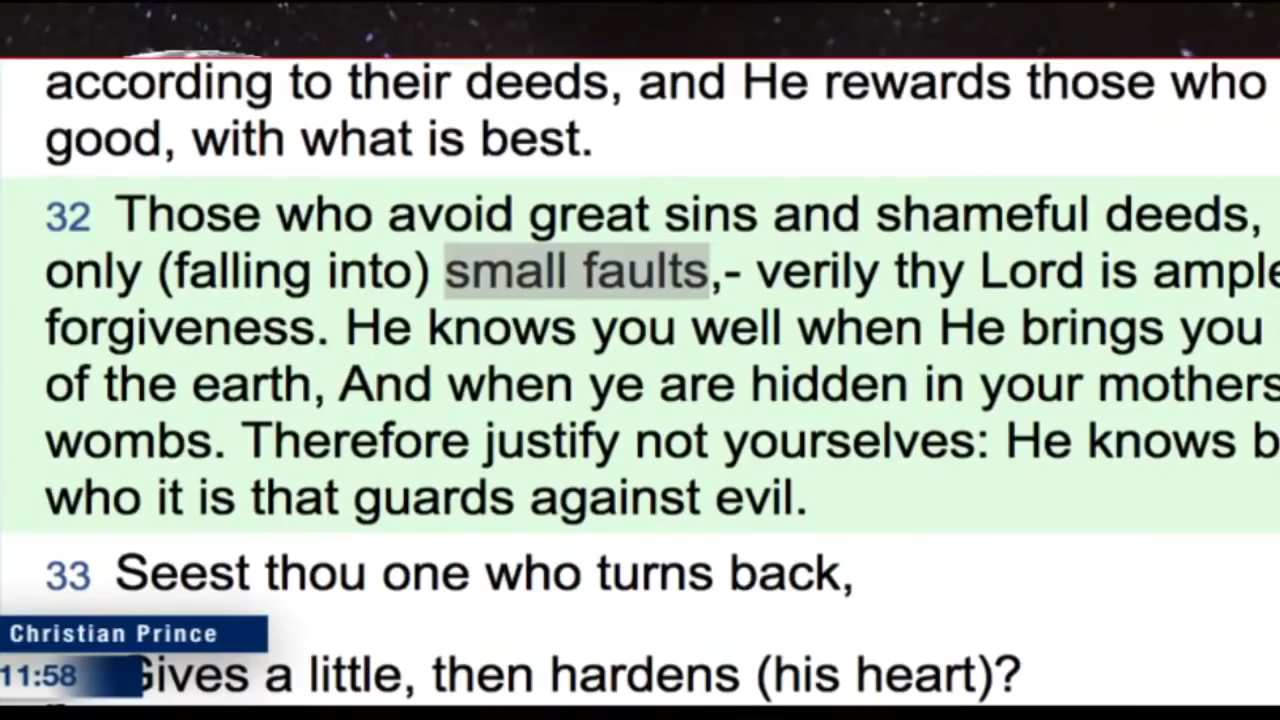 according to their deeds, and He rewards those who
good, with what is best.
32 Those who avoid great sins and shameful deeds,
only (falling into) small faults,- verily thy Lord is ample
forgiveness. He knows you well when He brings you
of the earth, And when ye are hidden in your mothers
wombs. Therefore justify not yourselves: He knows b
who it is that guards against evil.
33 Seest thou one who turns back,
Christian Prince
11:58
Gives a little, then hardens (his heart)?